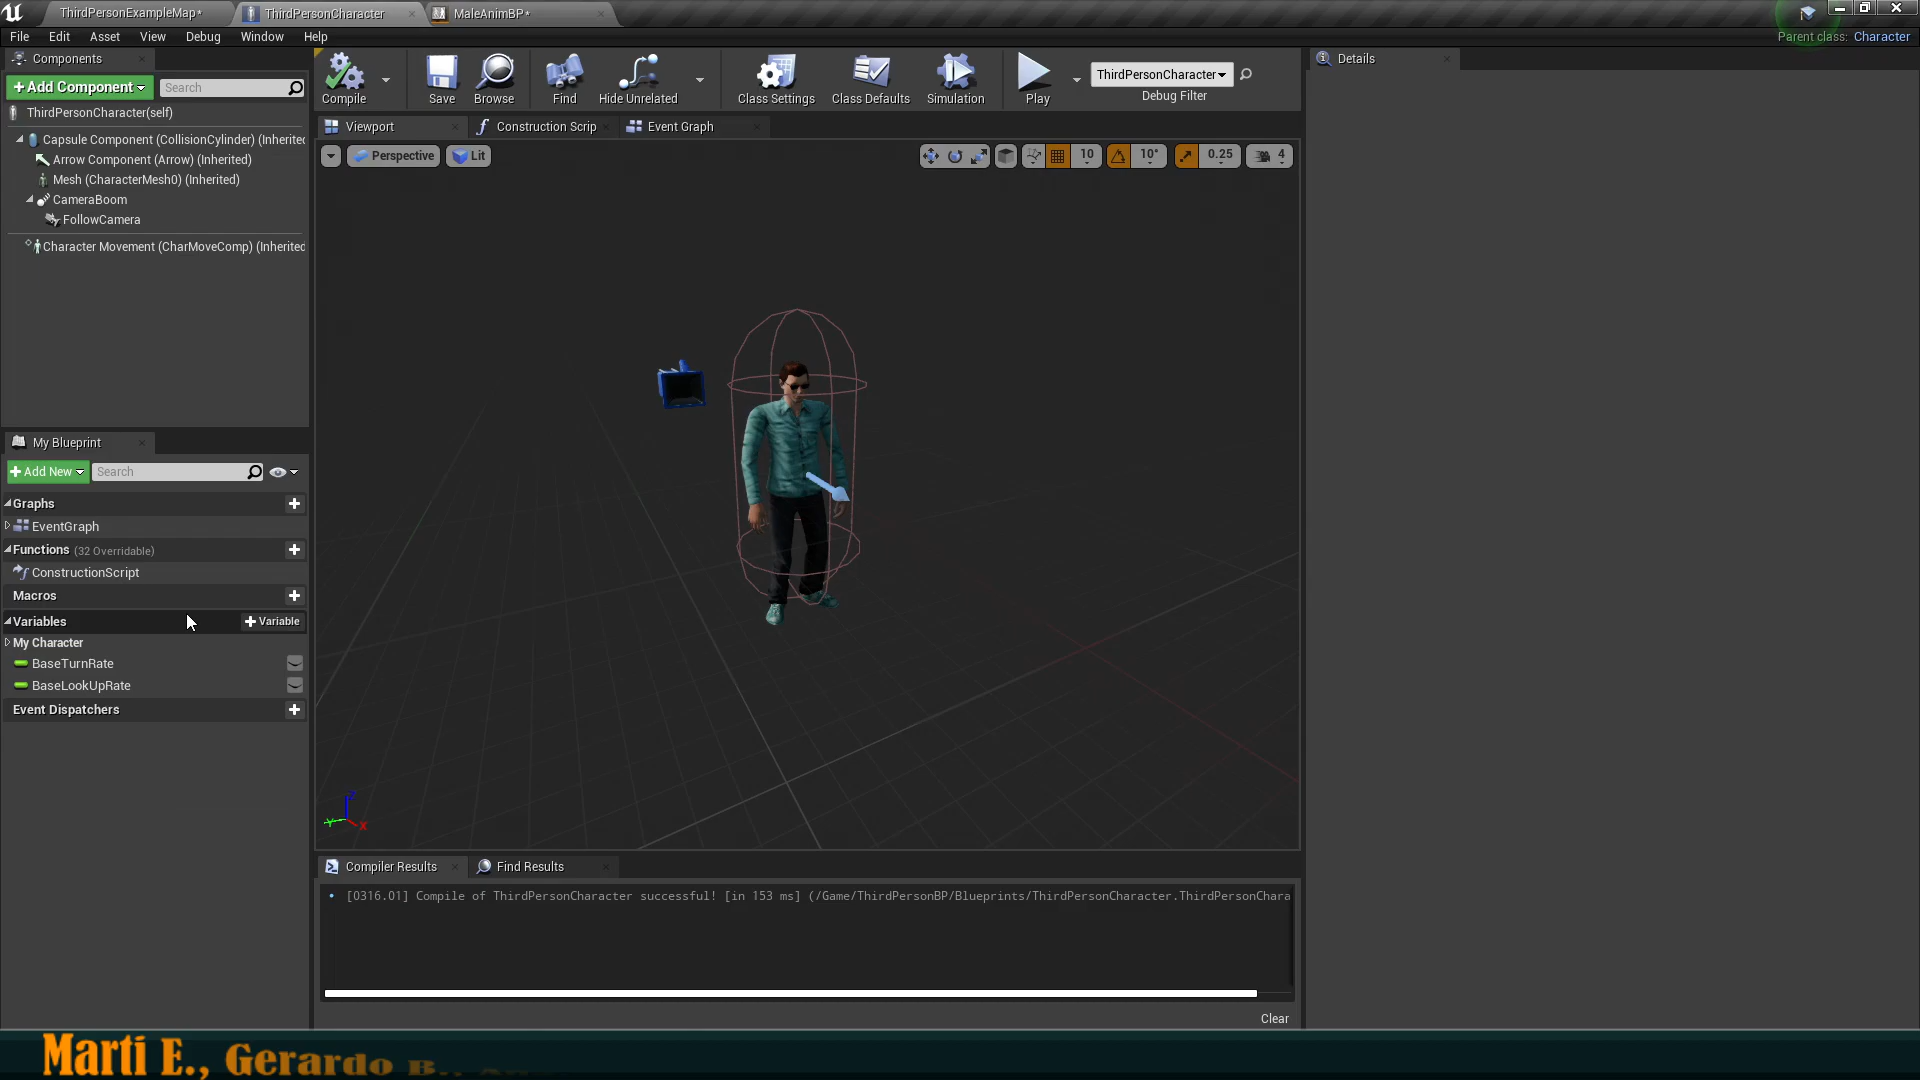 ThirdPersonExampleMap*
ThirdPersonCharacter
MaleAnimBP*
File Edit Asset View Debug Window Help
Parent class: Character
Components
+Add Component
Search
ThirdPersonCharacter(self)
Capsule Component (CollisionCylinder) (Inherited
Arrow Component (Arrow) (Inherited)
Mesh (CharacterMesh0) (Inherited)
CameraBoom
FollowCamera
Character Movement (CharMoveComp) (Inherited
My Blueprint
+Add New
Search
Graphs
EventGraph
Functions (32 Overridable)
ConstructionScript
Macros
Variables
+Variable
My Character
BaseTurnRate
BaseLookUpRate
Event Dispatchers
Compile
Save
Browse
Find
Hide Unrelated
Class Settings
Class Defaults
Simulation
Play
ThirdPersonCharacter
Debug Filter
Viewport
Construction Scrip
Event Graph
Perspective
Lit
10
10°
0.25
4
Z
Y
X
Compiler Results
Find Results
[0316.01] Compile of ThirdPersonCharacter successful! [in 153 ms] (/Game/ThirdPersonBP/Blueprints/ThirdPersonCharacter.ThirdPersonChara
Clear
Details
Marti E., Gerardo B.,